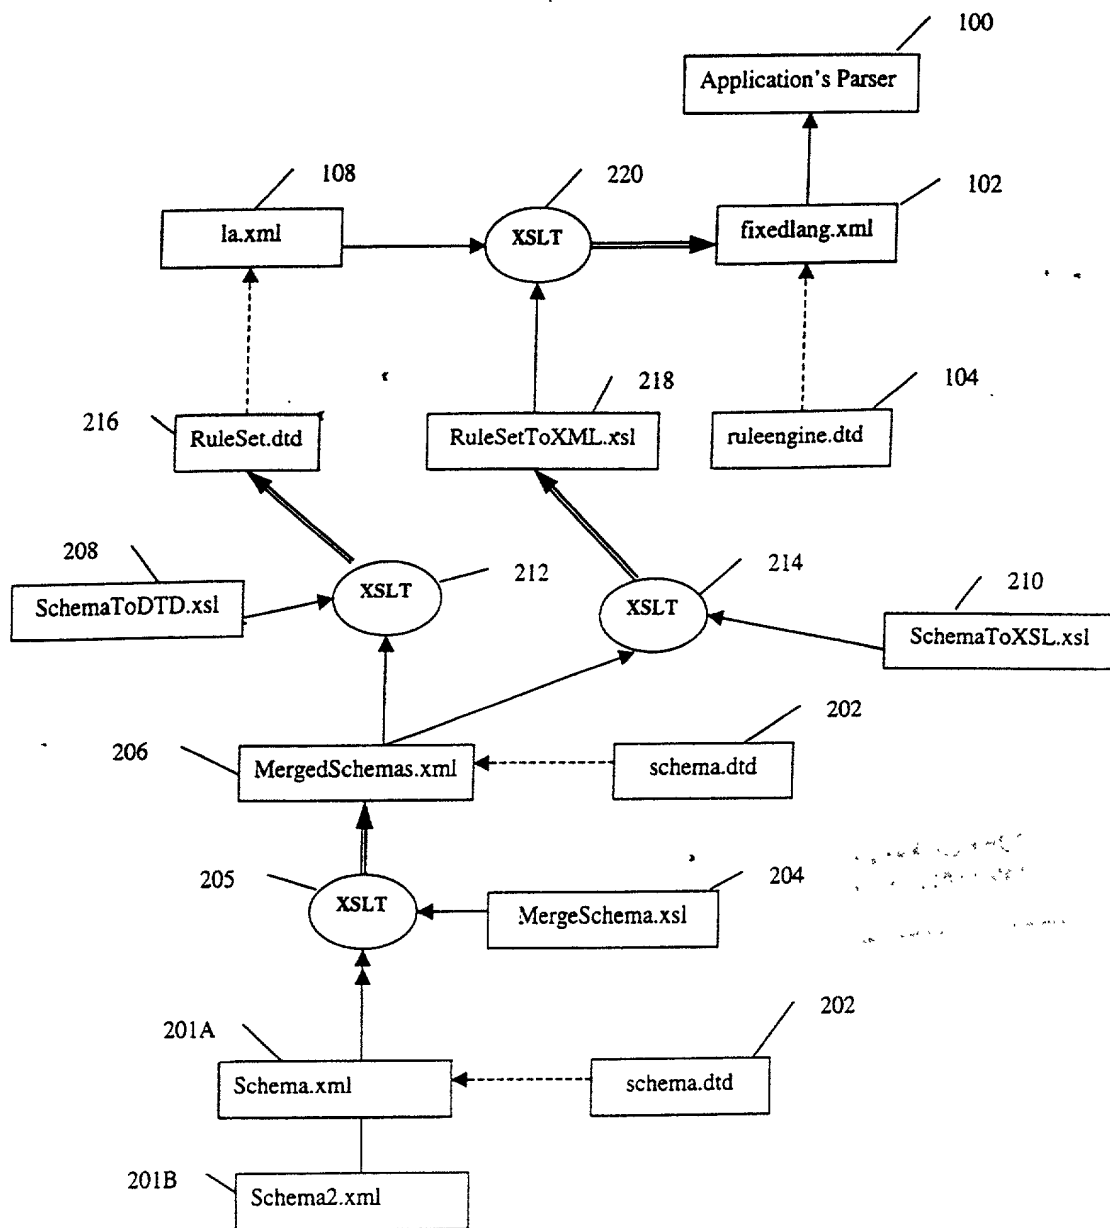 100
Application's Parser
108
220
102
la.xml
XSLT
fixedlang.xml
216
218
104
RuleSet.dtd
RuleSetToXML.xsl
ruleengine.dtd
208
212
214
210
SchemaToDTD.xsl
XSLT
XSLT
SchemaToXSL.xsl
206
202
MergedSchemas.xml
schema.dtd
205
204
XSLT
MergeSchema.xsl
201A
202
Schema.xml
schema.dtd
201B
Schema2.xml